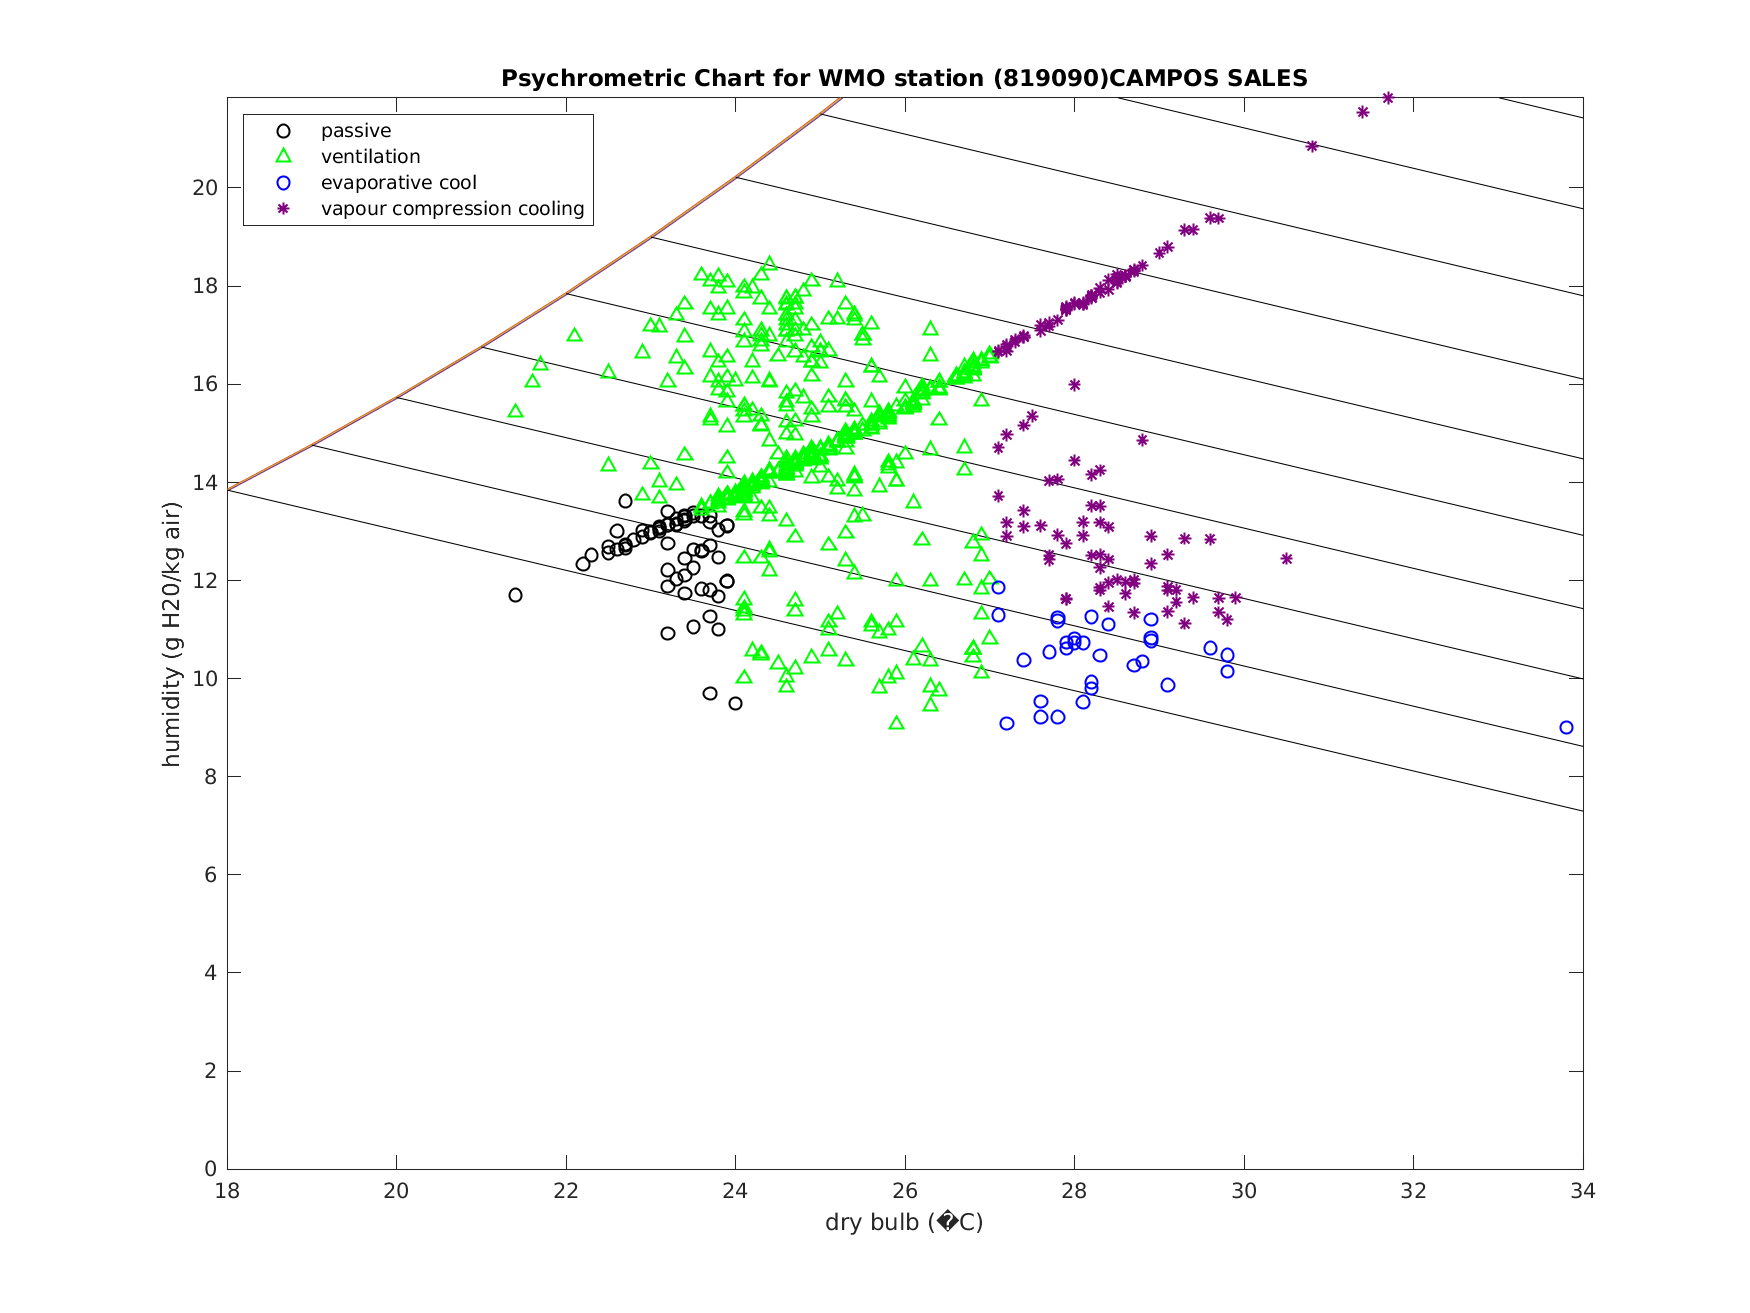 Psychrometric Chart for WMO station (819090)CAMPOS SALES
passive
ventilation
evaporative cool
vapour compression cooling
20
18
16
14
12
10
8
6
4
2
0
humidity (g H20/kg air)
18 20 22 24 26 28 30 32 34
dry bulb (�C)